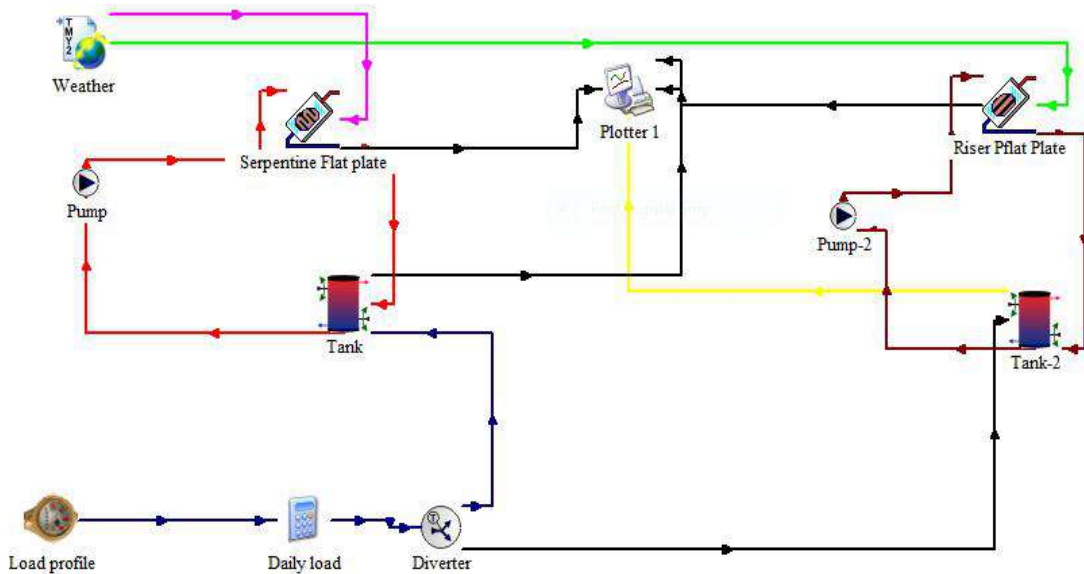 TMY2
Weather
Plotter 1
Serpentine Flat plate
Riser Pflat Plate
Pump
Pump-2
Tank
Tank-2
Load profile
Daily load
Diverter